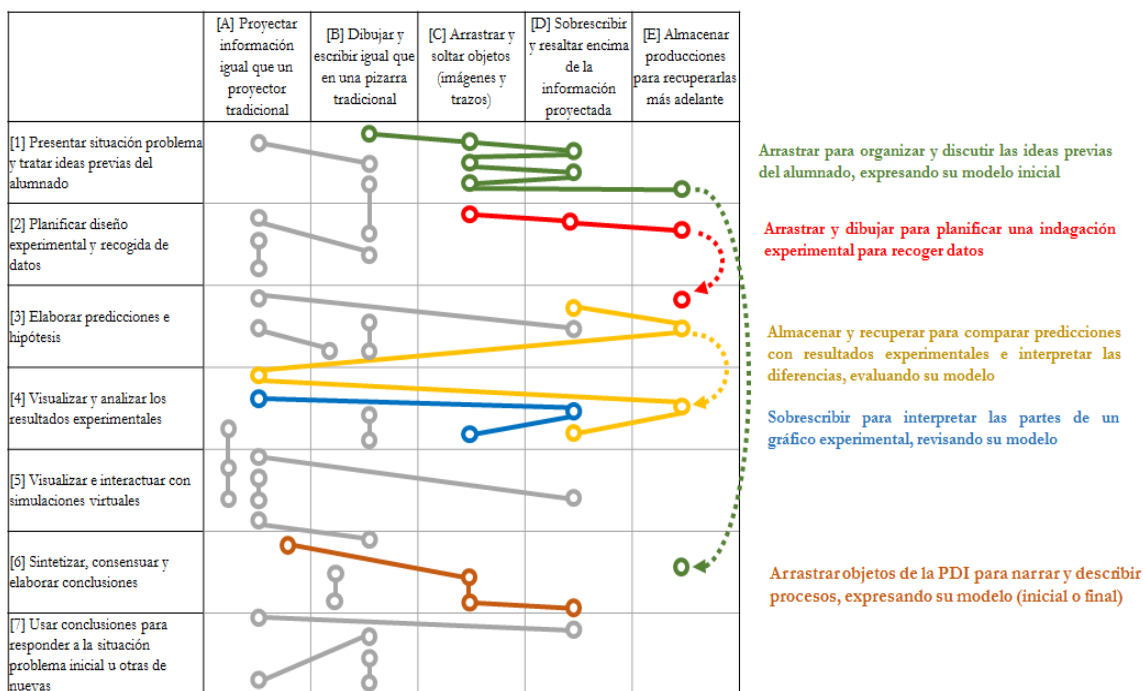 [A] Proyectar
información
igual que un
proyector
tradicional
[B] Dibujar y
escribir igual que
en una pizarra
tradicional
[C] Arrastrar y
soltar objetos
(imágenes y
trazos)
[D] Sobrescribir
y resaltar encima
de la
información
proyectada
[E] Almacenar
producciones
para recuperarlas
más adelante
[1] Presentar situación problema
y tratar ideas previas del
alumnado
Arrastrar para organizar y discutir las ideas previas
del alumnado, expresando su modelo inicial
[2] Planificar diseño
experimental y recogida de
datos
Arrastrar y dibujar para planificar una indagación
experimental para recoger datos
[3] Elaborar predicciones e
hipótesis
Almacenar y recuperar para comparar predicciones
con resultados experimentales e interpretar las
diferencias, evaluando su modelo
[4] Visualizar y analizar los
resultados experimentales
Sobrescribir para interpretar las partes de un
gráfico experimental, revisando su modelo
[5] Visualizar e interactuar con
simulaciones virtuales
[6] Sintetizar, consensuar y
elaborar conclusiones
Arrastrar objetos de la PDI para narrar y describir
procesos, expresando su modelo (inicial o final)
[7] Usar conclusiones para
responder a la situación
problema inicial u otras de
nuevas